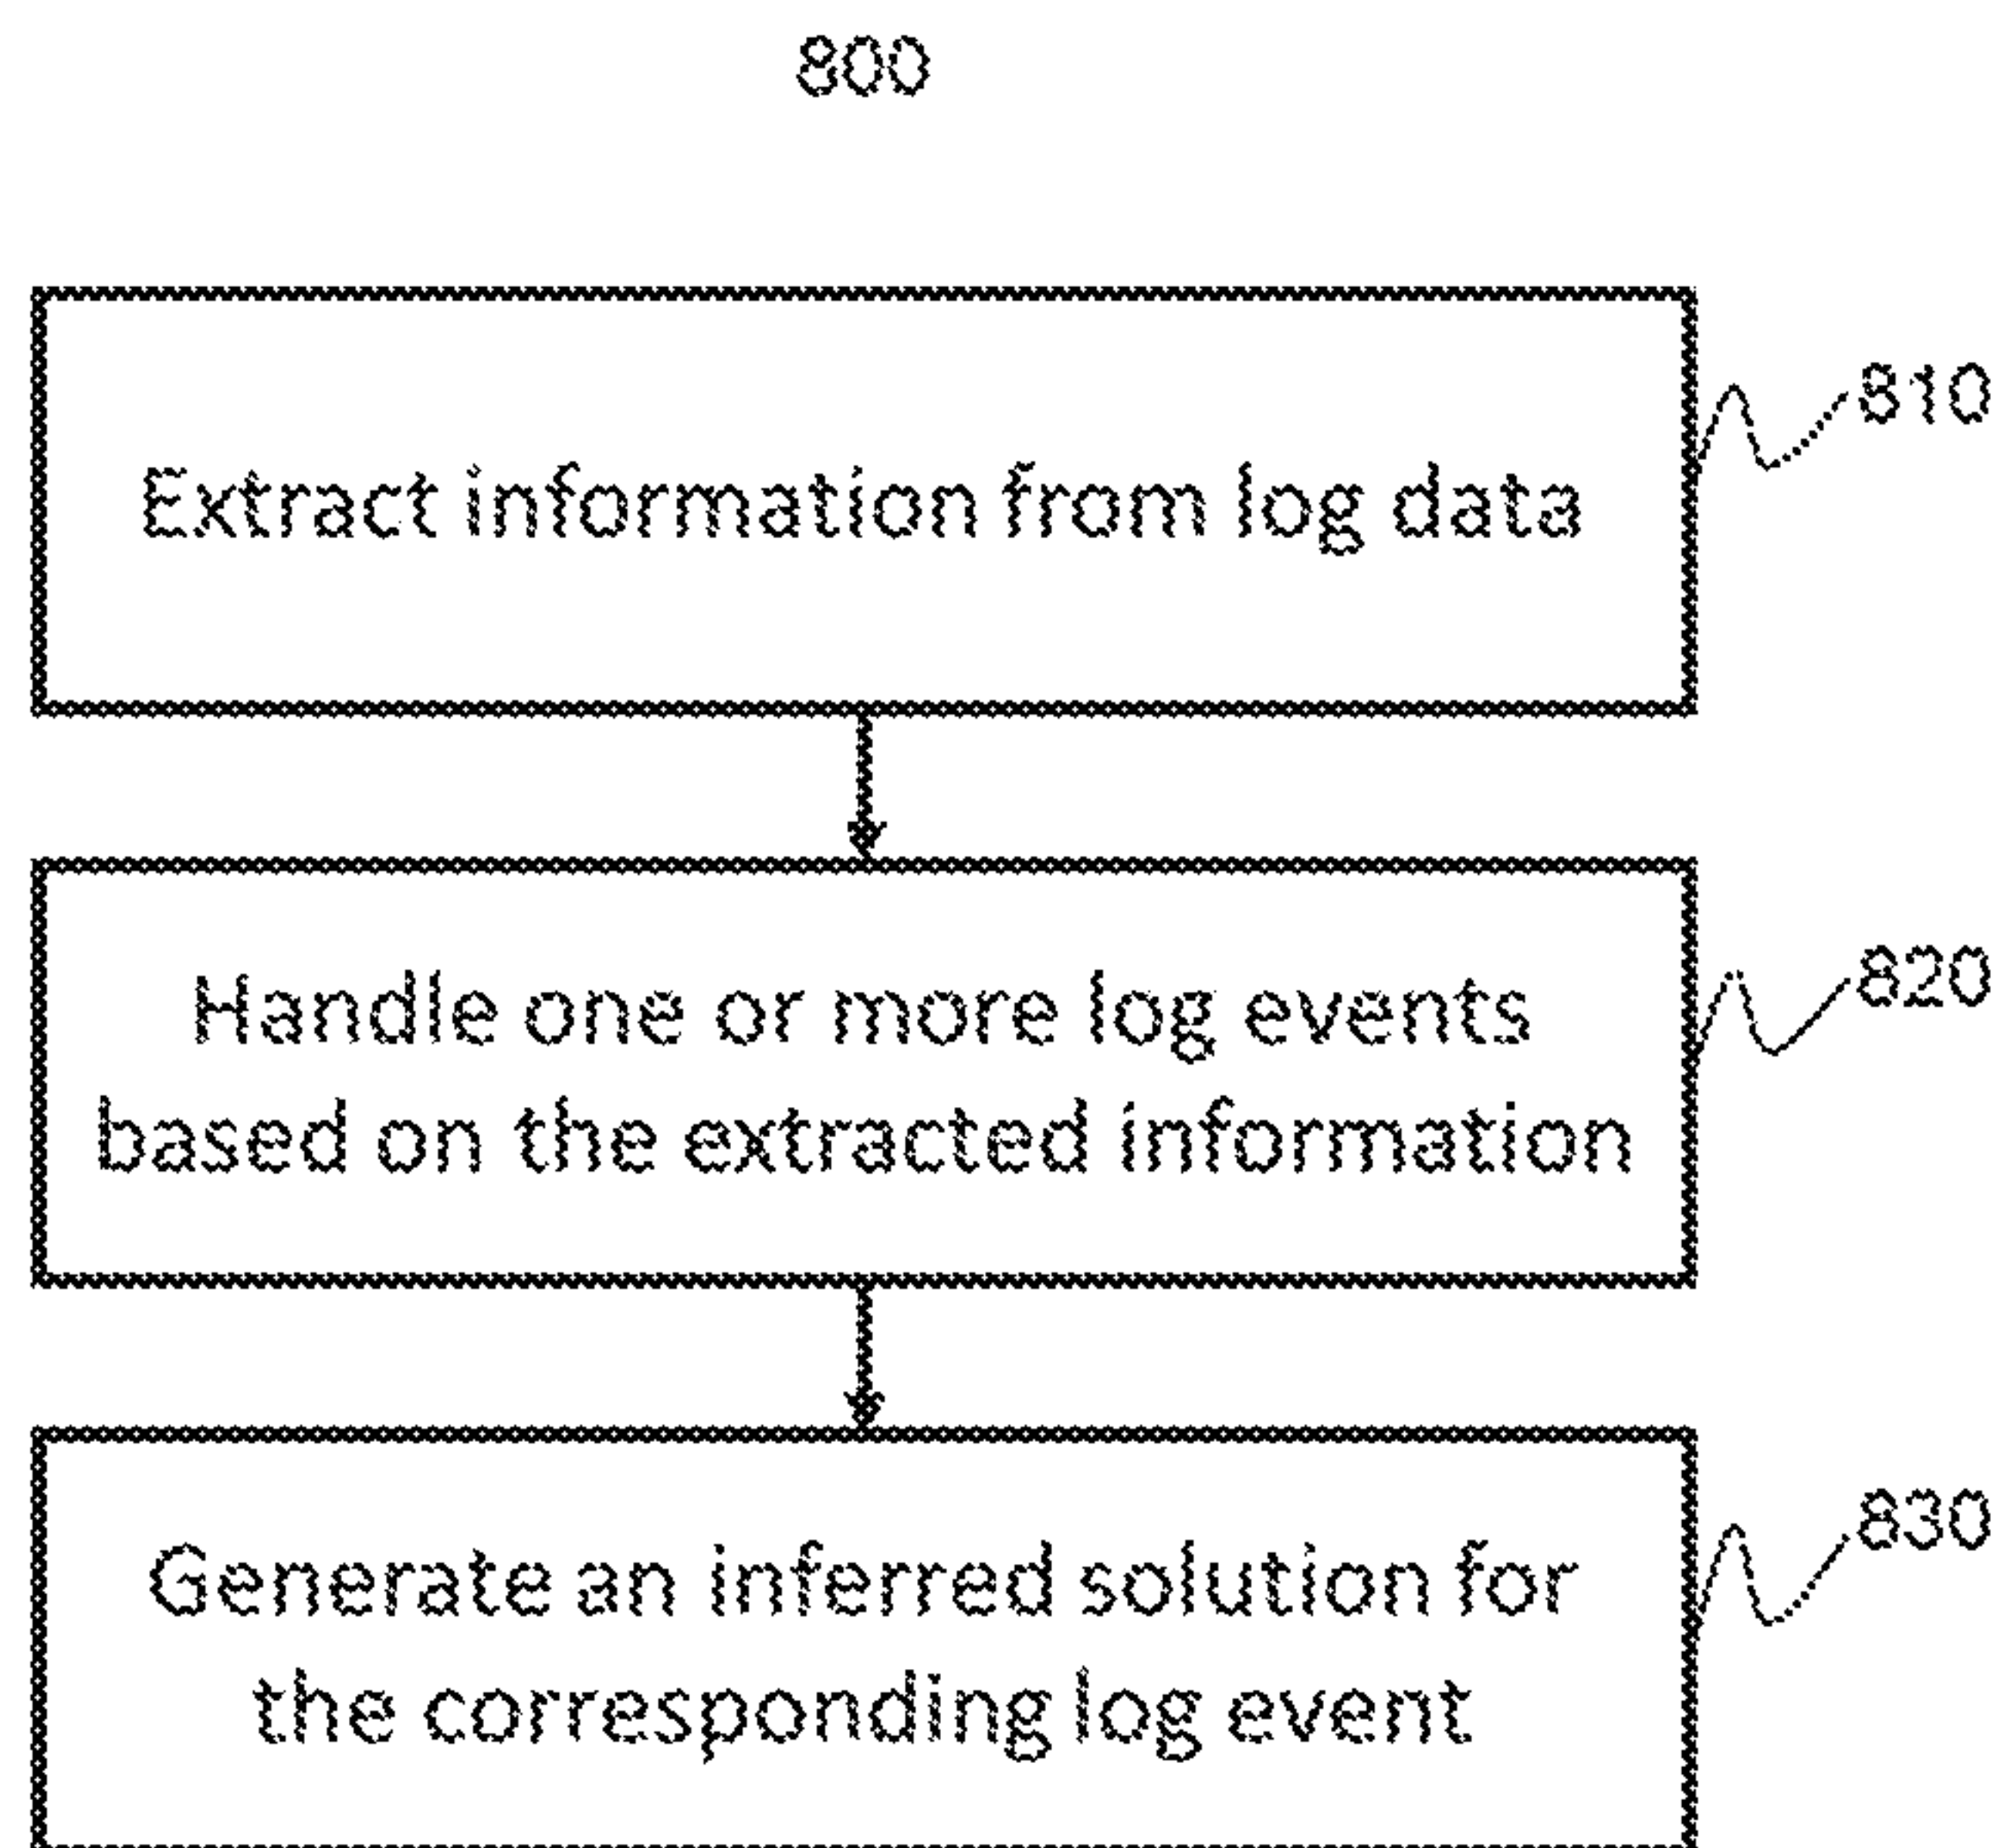 800
Extract information from log data
810
Handle one or more log events
based on the extracted information
820
Generate an inferred solution for
the corresponding log event
830